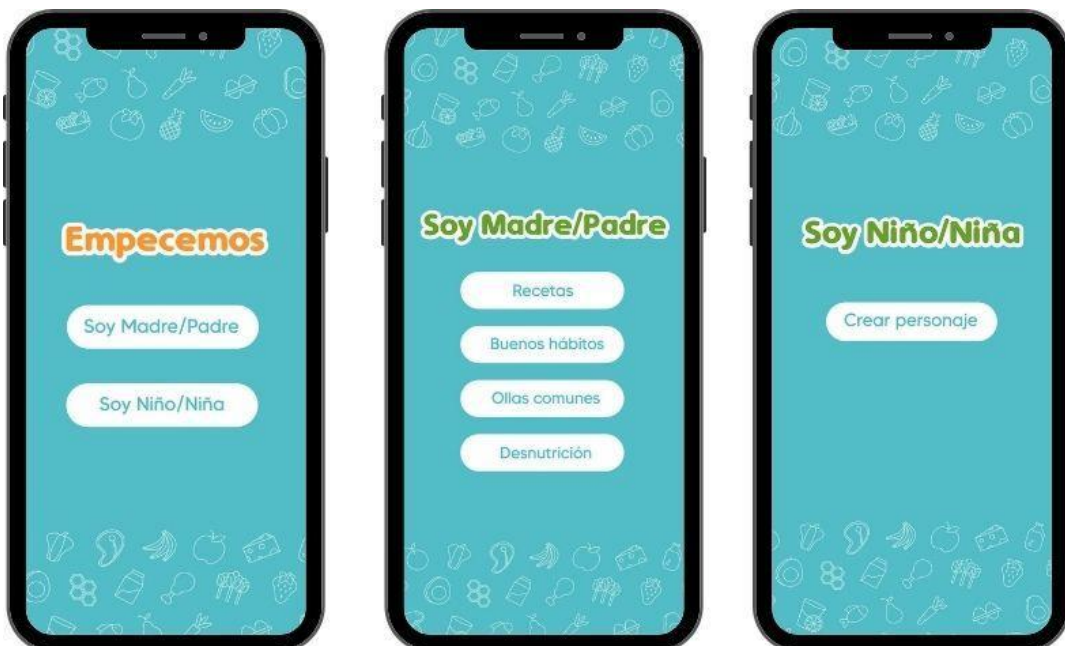 Empecemos
Soy Madre/Padre
Soy Niño/Niña
Soy Madre/Padre
Recetas
Buenos hábitos
Ollas comunes
Desnutrición
Soy Niño/Niña
Crear personaje